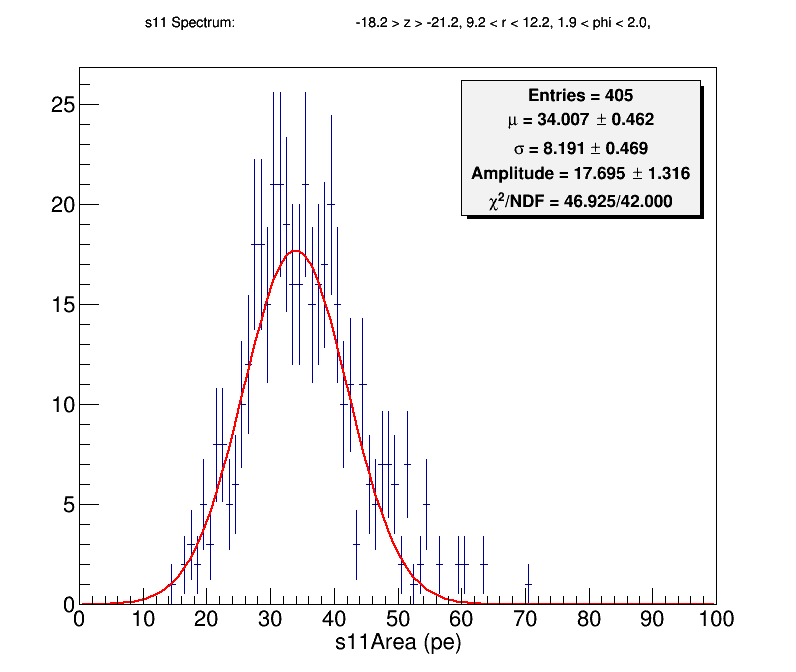 s11 Spectrum: -18.2 > z > -21.2, 9.2 < r < 12.2, 1.9 < phi < 2.0,
Entries = 405
μ = 34.007 ± 0.462
σ = 8.191 ± 0.469
Amplitude = 17.695 ± 1.316
χ²/NDF = 46.925/42.000
25
20
15
10
5
0
0 10 20 30 40 50 60 70 80 90 100
s11Area (pe)